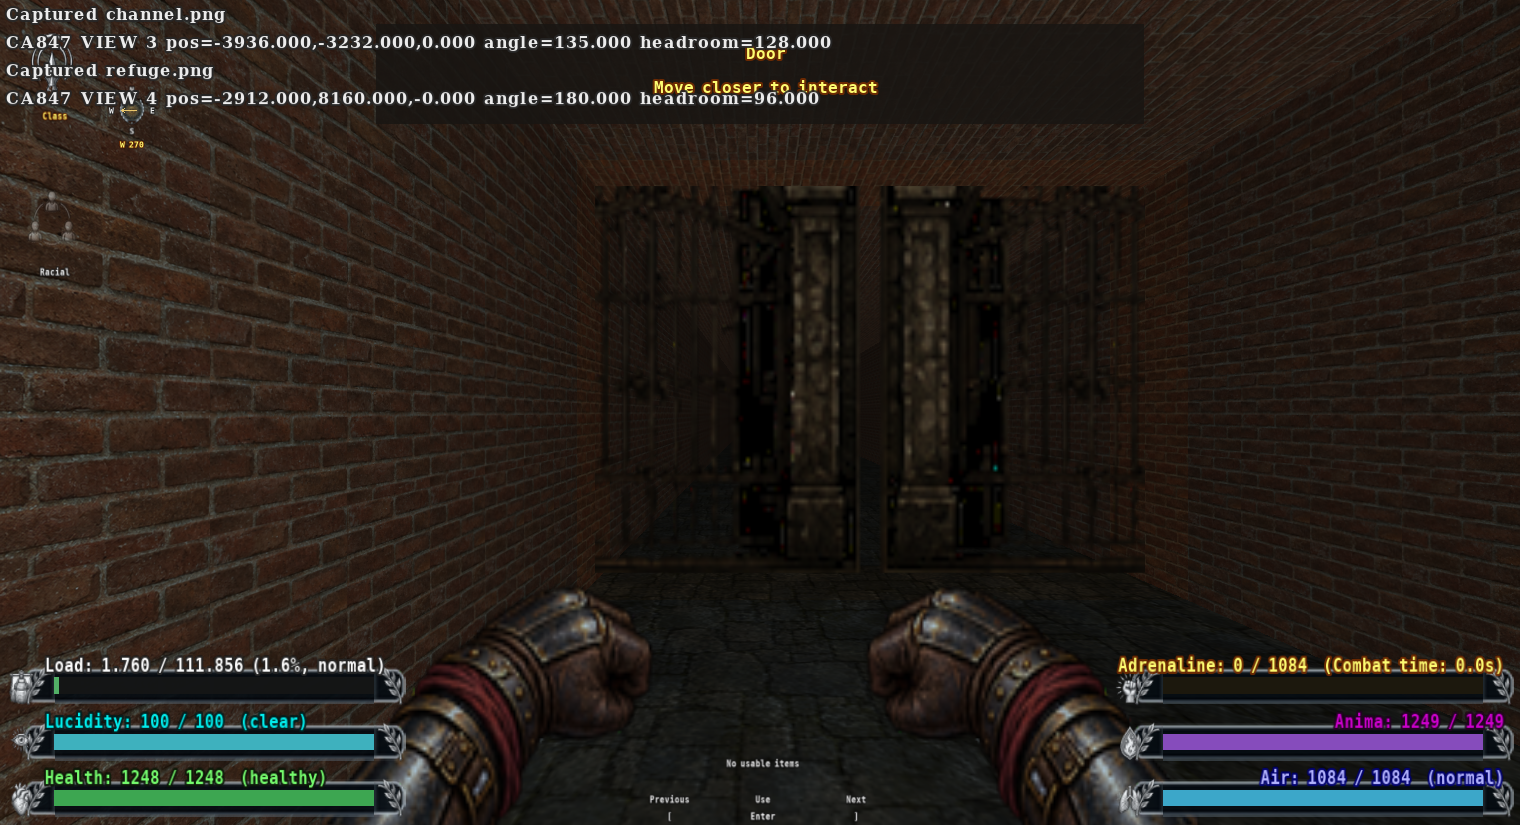 Captured channel.png
CA847 VIEW 3 pos=-3936.000,-3232.000,0.000 angle=135.000 headroom=128.000
Door
Captured refuge.png
Move closer to interact
CA847 VIEW 4 pos=-2912.000,8160.000,-0.000 angle=180.000 headroom=96.000
Class
W E
S
W 270
Racial
Load: 1.760 / 111.856 (1.6%, normal)
Adrenaline: 0 / 1084 (Combat time: 0.0s)
Lucidity: 100 / 100 (clear)
Anima: 1249 / 1249
Health: 1248 / 1248 (healthy)
Air: 1084 / 1084 (normal)
No usable items
Previous Use Next
[ Enter ]